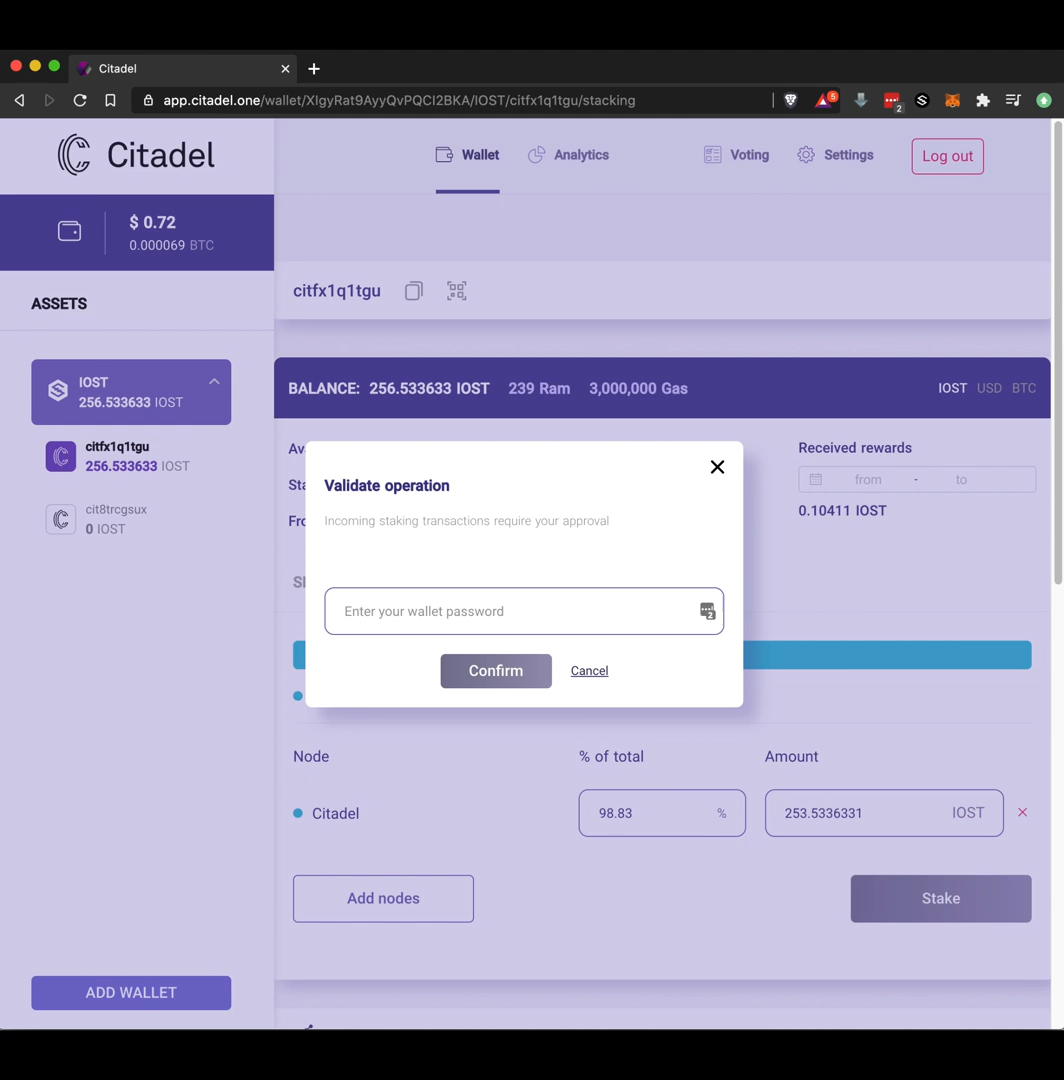 Citadel
app.citadel.one/wallet/XIgyRat9AyyQvPQCI2BKA/IOST/citfx1q1tgu/stacking
5
2
Citadel
Wallet
Analytics
Voting
Settings
Log out
$ 0.72
0.000069 BTC
ASSETS
citfx1q1tgu
IOST
256.533633 IOST
BALANCE: 256.533633 IOST 239 Ram 3,000,000 Gas
IOST USD BTC
citfx1q1tgu
256.533633 IOST
cit8trcgsux
0 IOST
Received rewards
from - to
0.10411 IOST
Validate operation
Incoming staking transactions require your approval
Enter your wallet password
2
Confirm
Cancel
Node
% of total
Amount
Citadel
98.83 %
253.5336331 IOST
Add nodes
Stake
ADD WALLET